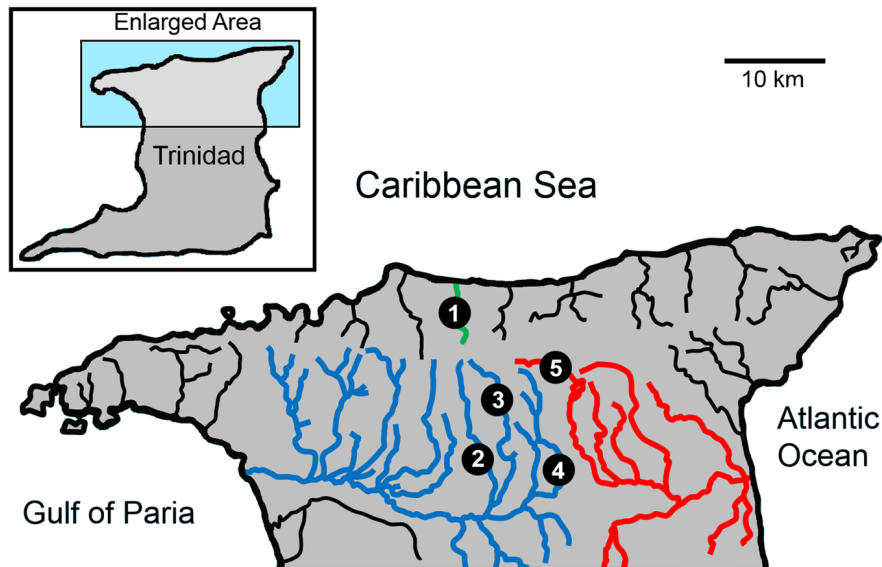 Enlarged Area
Trinidad
10 km
Caribbean Sea
1
5
3
2
4
Atlantic
Ocean
Gulf of Paria